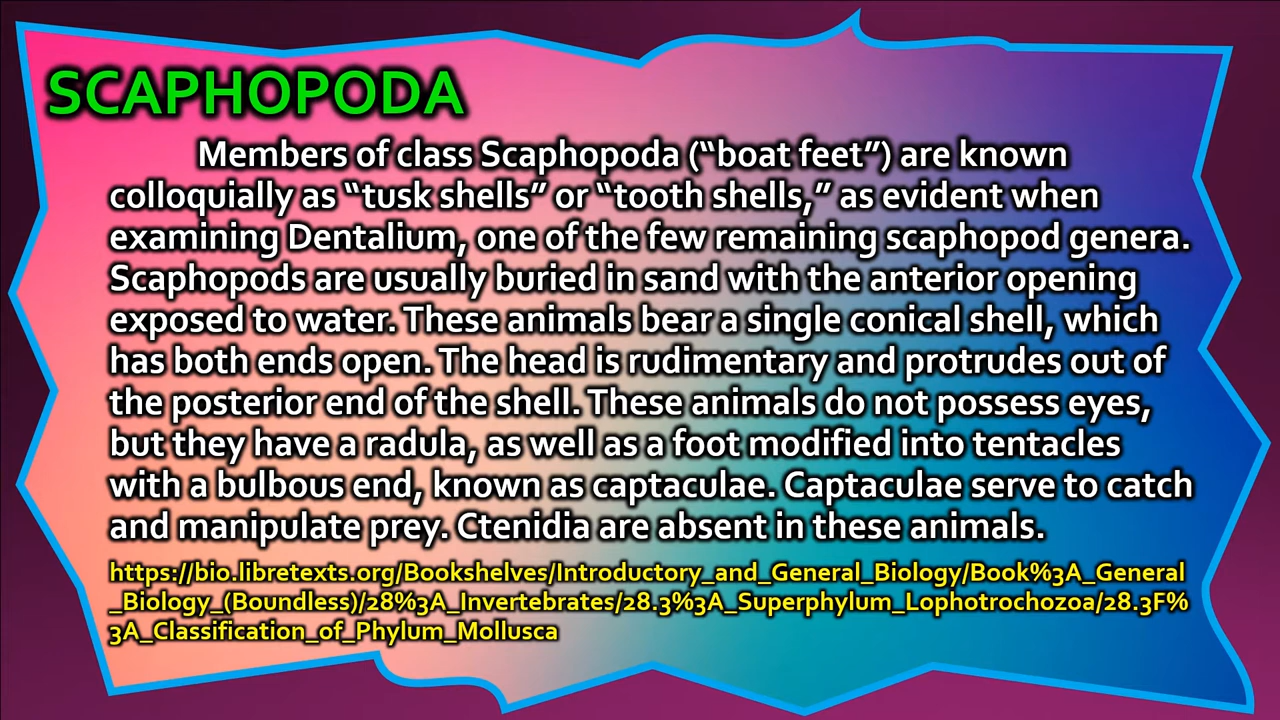 SCAPHOPODA
Members of class Scaphopoda (“boat feet”) are known
colloquially as “tusk shells” or “tooth shells,” as evident when
examining Dentalium, one of the few remaining scaphopod genera.
Scaphopods are usually buried in sand with the anterior opening
exposed to water. These animals bear a single conical shell, which
has both ends open. The head is rudimentary and protrudes out of
the posterior end of the shell. These animals do not possess eyes,
but they have a radula, as well as a foot modified into tentacles
with a bulbous end, known as captaculae. Captaculae serve to catch
and manipulate prey. Ctenidia are absent in these animals.
https://bio.libretexts.org/Bookshelves/Introductory_and_General_Biology/Book%3A_General
_Biology_(Boundless)/28%3A_Invertebrates/28.3%3A_Superphylum_Lophotrochozoa/28.3F%
3A_Classification_of_Phylum_Mollusca